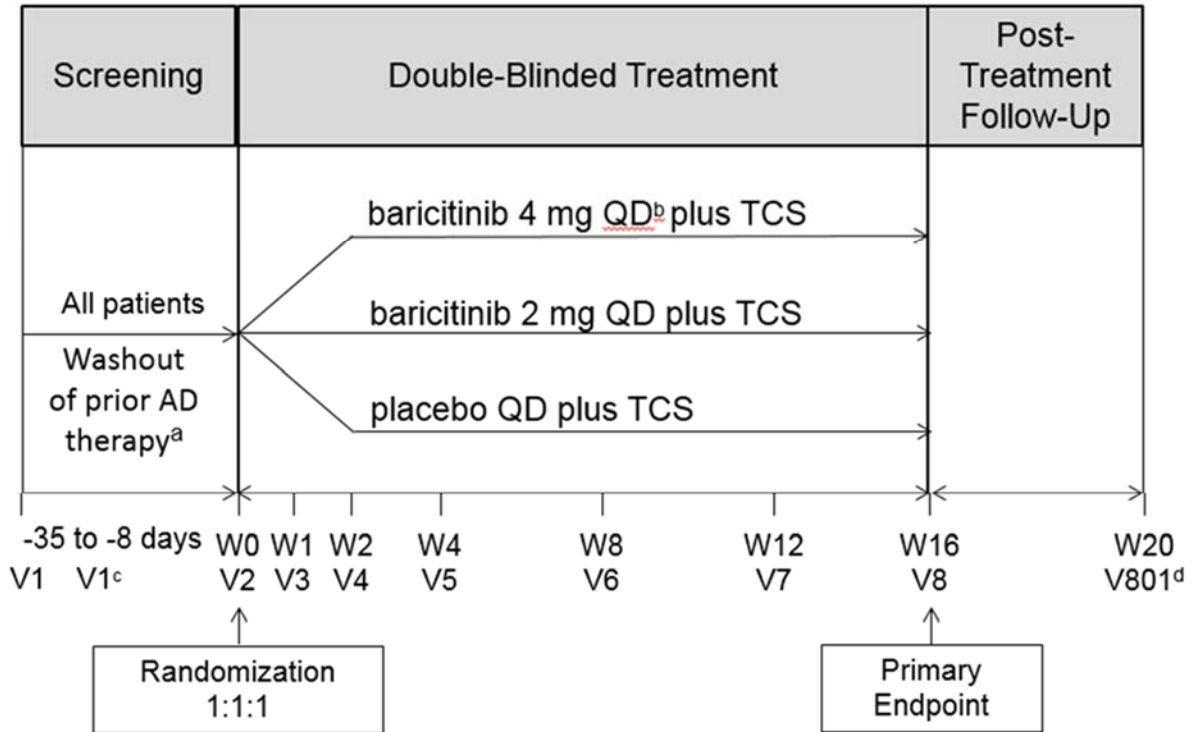 Screening
Double-Blinded Treatment
Post-
Treatment
Follow-Up
baricitinib 4 mg QDᵇ plus TCS
All patients
baricitinib 2 mg QD plus TCS
Washout
of prior AD
therapyᵃ
placebo QD plus TCS
-35 to -8 days W0 W1 W2 W4 W8 W12 W16 W20
V1 V1ᶜ V2 V3 V4 V5 V6 V7 V8 V801ᵈ
Randomization
1:1:1
Primary
Endpoint